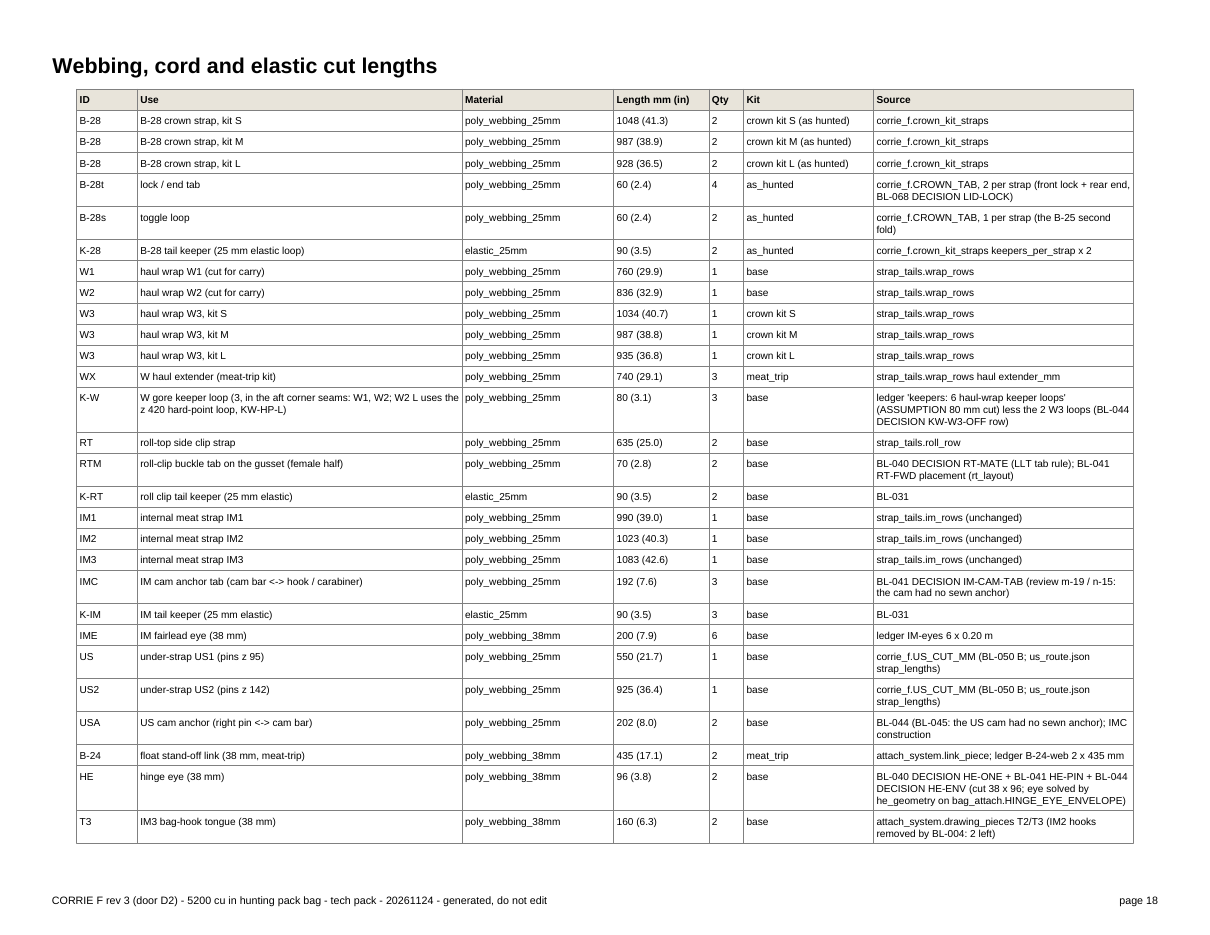 Webbing, cord and elastic cut lengths
ID Use Material Length mm (in) Qty Kit Source
B-28 B-28 crown strap, kit S poly_webbing_25mm 1048 (41.3) 2 crown kit S (as hunted) corrie_f.crown_kit_straps
B-28 B-28 crown strap, kit M poly_webbing_25mm 987 (38.9) 2 crown kit M (as hunted) corrie_f.crown_kit_straps
B-28 B-28 crown strap, kit L poly_webbing_25mm 928 (36.5) 2 crown kit L (as hunted) corrie_f.crown_kit_straps
B-28t lock / end tab poly_webbing_25mm 60 (2.4) 4 as_hunted corrie_f.CROWN_TAB, 2 per strap (front lock + rear end,
BL-068 DECISION LID-LOCK)
B-28s toggle loop poly_webbing_25mm 60 (2.4) 2 as_hunted corrie_f.CROWN_TAB, 1 per strap (the B-25 second
fold)
K-28 B-28 tail keeper (25 mm elastic loop) elastic_25mm 90 (3.5) 2 as_hunted corrie_f.crown_kit_straps keepers_per_strap x 2
W1 haul wrap W1 (cut for carry) poly_webbing_25mm 760 (29.9) 1 base strap_tails.wrap_rows
W2 haul wrap W2 (cut for carry) poly_webbing_25mm 836 (32.9) 1 base strap_tails.wrap_rows
W3 haul wrap W3, kit S poly_webbing_25mm 1034 (40.7) 1 crown kit S strap_tails.wrap_rows
W3 haul wrap W3, kit M poly_webbing_25mm 987 (38.8) 1 crown kit M strap_tails.wrap_rows
W3 haul wrap W3, kit L poly_webbing_25mm 935 (36.8) 1 crown kit L strap_tails.wrap_rows
WX W haul extender (meat-trip kit) poly_webbing_25mm 740 (29.1) 3 meat_trip strap_tails.wrap_rows haul extender_mm
K-W W gore keeper loop (3, in the aft corner seams: W1, W2; W2 L uses the poly_webbing_25mm 80 (3.1) 3 base ledger 'keepers: 6 haul-wrap keeper loops'
z 420 hard-point loop, KW-HP-L) (ASSUMPTION 80 mm cut) less the 2 W3 loops (BL-044
DECISION KW-W3-OFF row)
RT roll-top side clip strap poly_webbing_25mm 635 (25.0) 2 base strap_tails.roll_row
RTM roll-clip buckle tab on the gusset (female half) poly_webbing_25mm 70 (2.8) 2 base BL-040 DECISION RT-MATE (LLT tab rule); BL-041
RT-FWD placement (rt_layout)
K-RT roll clip tail keeper (25 mm elastic) elastic_25mm 90 (3.5) 2 base BL-031
IM1 internal meat strap IM1 poly_webbing_25mm 990 (39.0) 1 base strap_tails.im_rows (unchanged)
IM2 internal meat strap IM2 poly_webbing_25mm 1023 (40.3) 1 base strap_tails.im_rows (unchanged)
IM3 internal meat strap IM3 poly_webbing_25mm 1083 (42.6) 1 base strap_tails.im_rows (unchanged)
IMC IM cam anchor tab (cam bar <-> hook / carabiner) poly_webbing_25mm 192 (7.6) 3 base BL-041 DECISION IM-CAM-TAB (review m-19 / n-15:
the cam had no sewn anchor)
K-IM IM tail keeper (25 mm elastic) elastic_25mm 90 (3.5) 3 base BL-031
IME IM fairlead eye (38 mm) poly_webbing_38mm 200 (7.9) 6 base ledger IM-eyes 6 x 0.20 m
US under-strap US1 (pins z 95) poly_webbing_25mm 550 (21.7) 1 base corrie_f.US_CUT_MM (BL-050 B; us_route.json
strap_lengths)
US2 under-strap US2 (pins z 142) poly_webbing_25mm 925 (36.4) 1 base corrie_f.US_CUT_MM (BL-050 B; us_route.json
strap_lengths)
USA US cam anchor (right pin <-> cam bar) poly_webbing_25mm 202 (8.0) 2 base BL-044 (BL-045: the US cam had no sewn anchor); IMC
construction
B-24 float stand-off link (38 mm, meat-trip) poly_webbing_38mm 435 (17.1) 2 meat_trip attach_system.link_piece; ledger B-24-web 2 x 435 mm
HE hinge eye (38 mm) poly_webbing_38mm 96 (3.8) 2 base BL-040 DECISION HE-ONE + BL-041 HE-PIN + BL-044
DECISION HE-ENV (cut 38 x 96; eye solved by
he_geometry on bag_attach.HINGE_EYE_ENVELOPE)
T3 IM3 bag-hook tongue (38 mm) poly_webbing_38mm 160 (6.3) 2 base attach_system.drawing_pieces T2/T3 (IM2 hooks
removed by BL-004: 2 left)
CORRIE F rev 3 (door D2) - 5200 cu in hunting pack bag - tech pack - 20261124 - generated, do not edit page 18